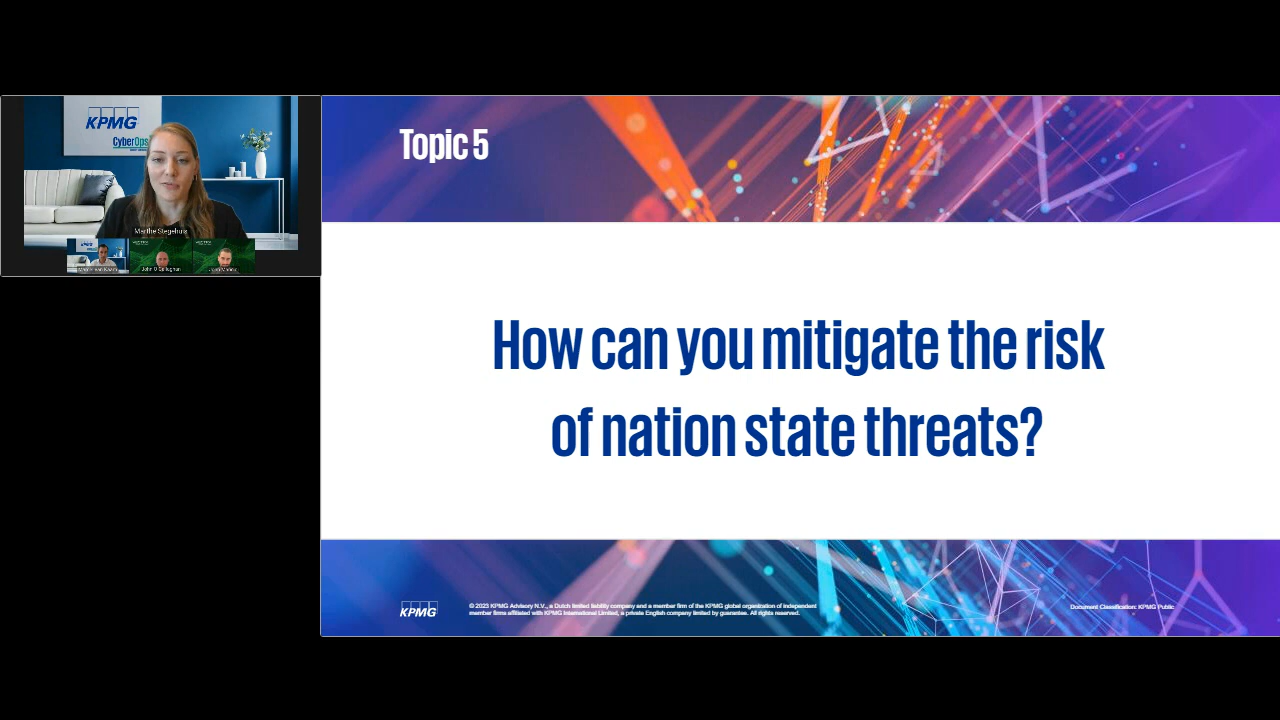 KPMG
CyberOps
Marthe Stegehuis
John O'Callaghan
Topic 5
How can you mitigate the risk
of nation state threats?
KPMG
© 2023 KPMG Advisory N.V., a Dutch limited liability company and a member firm of the KPMG global organization of independent
member firms affiliated with KPMG International Limited, a private English company limited by guarantee. All rights reserved.
Document Classification: KPMG Public